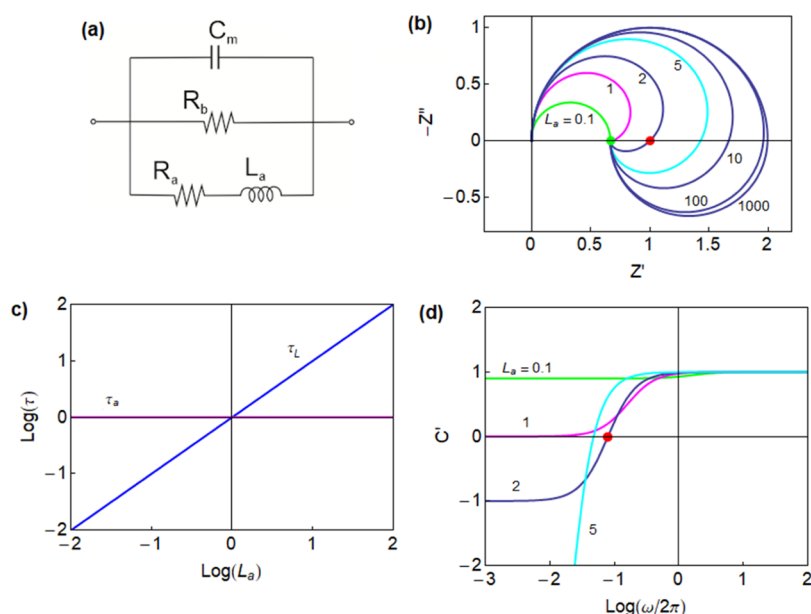 (a)
C_m
R_b
R_a L_a
(b)
1
0.5
0
−0.5
−Z''
L_a = 0.1
1
2
5
10
100
1000
0 0.5 1 1.5 2
Z'
c)
2
1
0
−1
−2
Log(τ)
τ_L
τ_a
−2 −1 0 1 2
Log(L_a)
(d)
2
1
0
−1
−2
C'
L_a = 0.1
1
2
5
−3 −2 −1 0 1 2
Log(ω/2π)